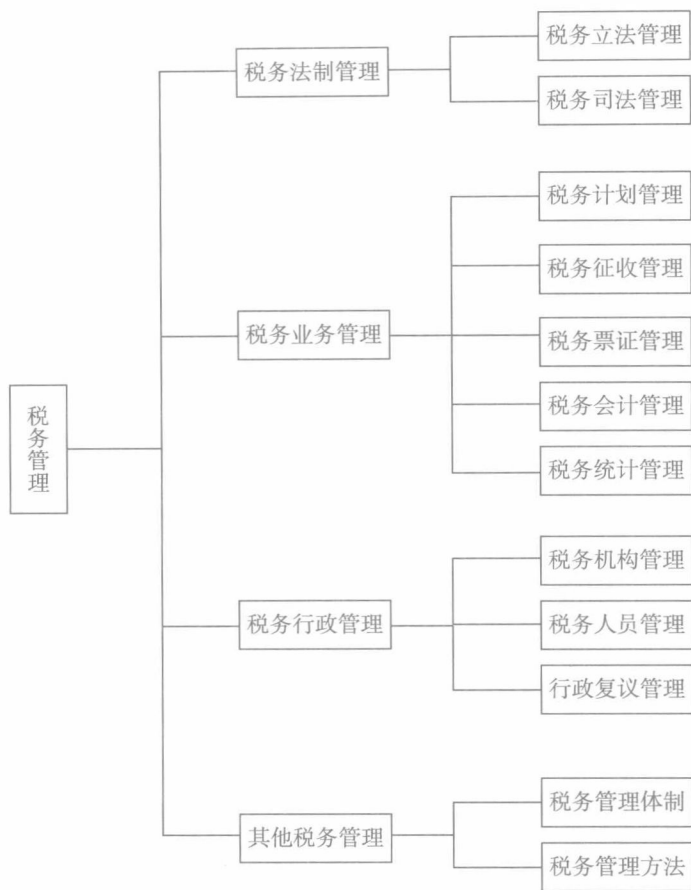 税务管理
税务法制管理
税务立法管理
税务司法管理
税务业务管理
税务计划管理
税务征收管理
税务票证管理
税务会计管理
税务统计管理
税务行政管理
税务机构管理
税务人员管理
行政复议管理
其他税务管理
税务管理体制
税务管理方法